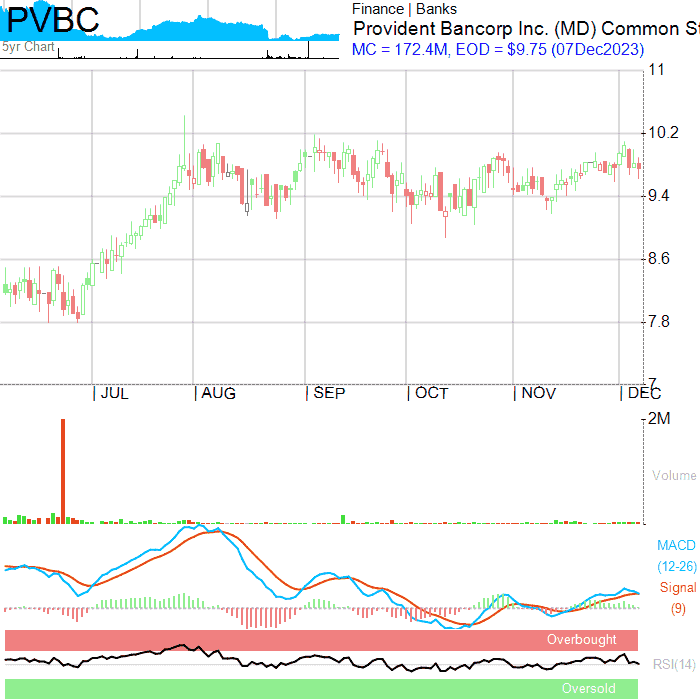 PVBC
5yr Chart
Finance | Banks
Provident Bancorp Inc. (MD) Common St
MC = 172.4M, EOD = $9.75 (07Dec2023)
11
10.2
9.4
8.6
7.8
7
JUL AUG SEP OCT NOV DEC
2M
Volume
MACD
(12-26)
Signal
(9)
Overbought
RSI(14)
Oversold